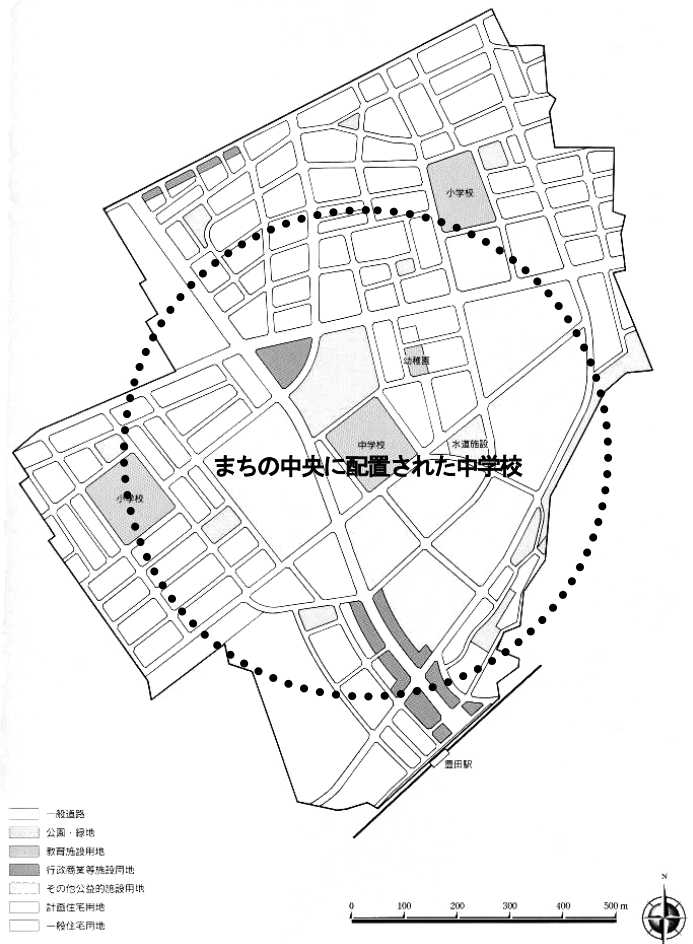 小学校
幼稚園
中学校
水道施設
まちの中央に配置された中学校
小学校
豊田駅
一般道路
公園・緑地
教育施設用地
行政商業等施設用地
その他公益的施設用地
計画住宅用地
一般住宅用地
0 100 200 300 400 500 m
N